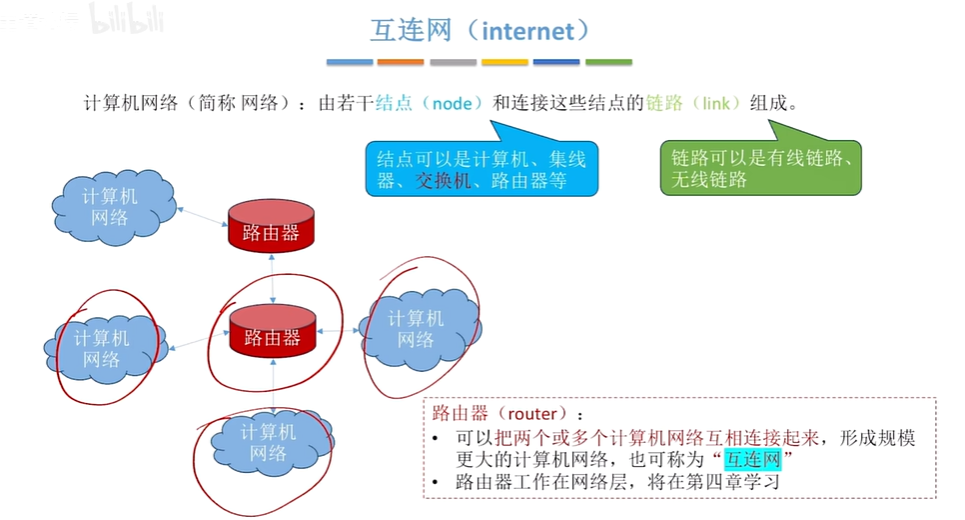 bilibili
互连网（internet）
计算机网络（简称 网络）：由若干结点（node）和连接这些结点的链路（link）组成。
结点可以是计算机、集线
器、交换机、路由器等
链路可以是有线链路、
无线链路
计算机
网络
路由器
计算机
网络
路由器
计算机
网络
计算机
网络
路由器（router）：
• 可以把两个或多个计算机网络互相连接起来，形成规模
更大的计算机网络，也可称为“互连网”
• 路由器工作在网络层，将在第四章学习